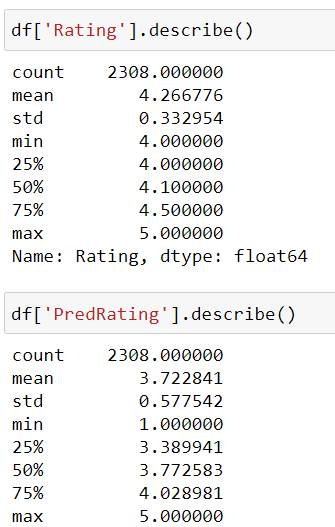 df['Rating'].describe()
count 2308.000000
mean 4.266776
std 0.332954
min 4.000000
25% 4.000000
50% 4.100000
75% 4.500000
max 5.000000
Name: Rating, dtype: float64
df['PredRating'].describe()
count 2308.000000
mean 3.722841
std 0.577542
min 1.000000
25% 3.389941
50% 3.772583
75% 4.028981
max 5.000000